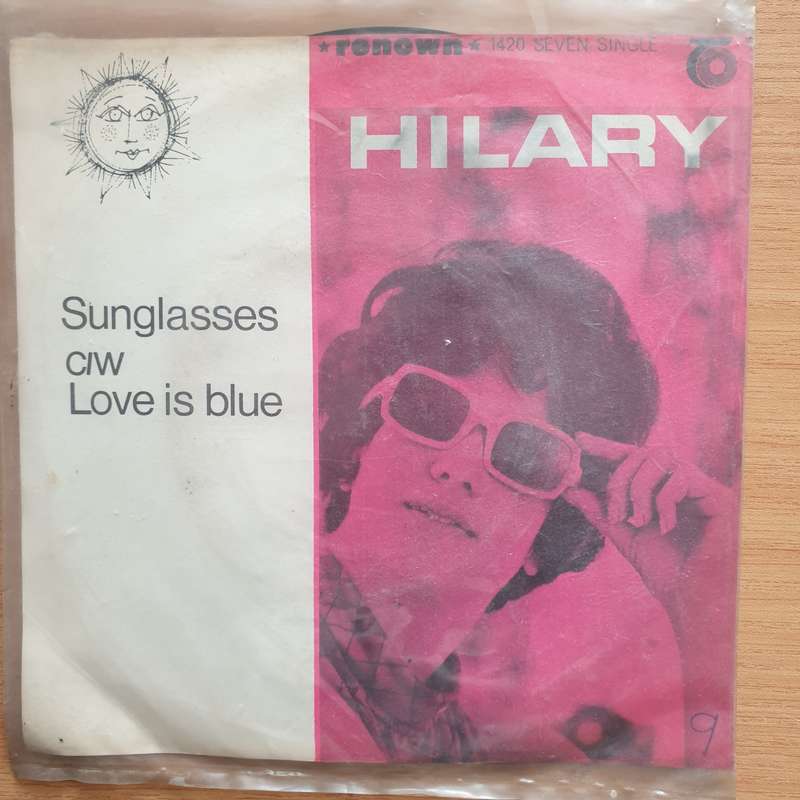 ★ renown ★ 1420 SEVEN SINGLE
HILARY
Sunglasses
C/W
Love is blue
9